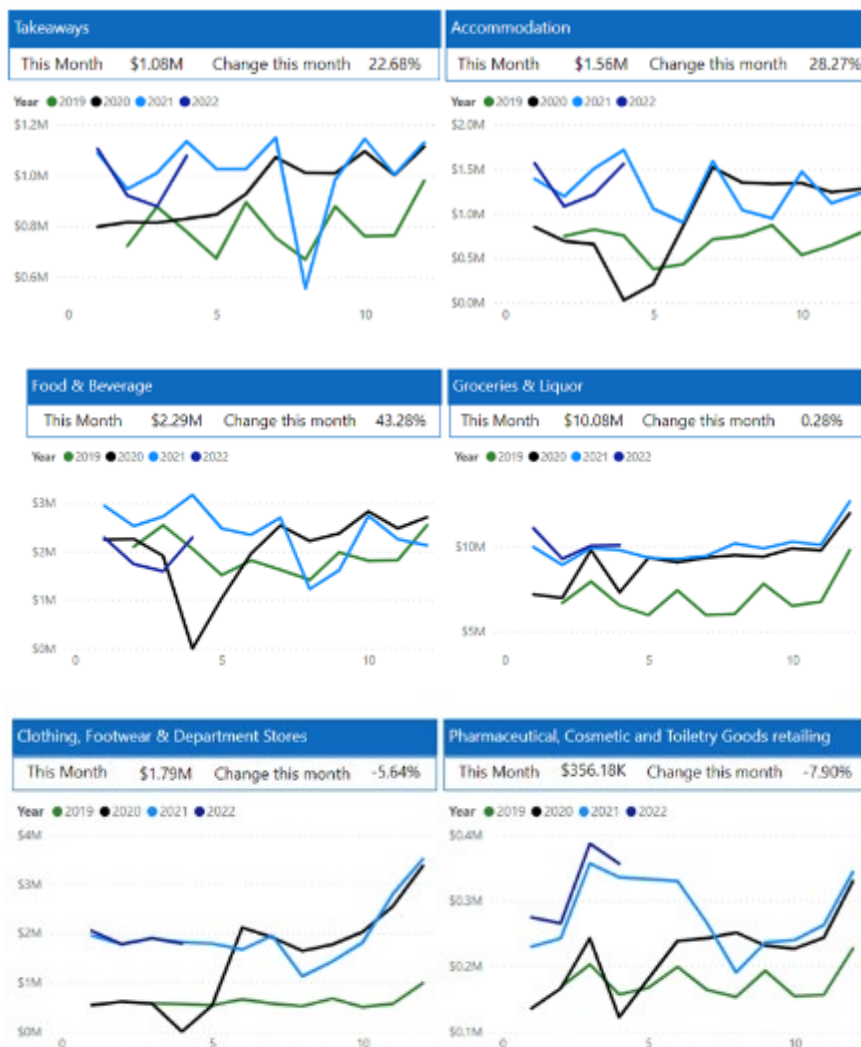 Takeaways
This Month $1.08M Change this month 22.68%
Year 2019 2020 2021 2022
$1.2M
$1.0M
$0.8M
$0.6M
0 5 10
Accommodation
This Month $1.56M Change this month 28.27%
Year 2019 2020 2021 2022
$2.0M
$1.5M
$1.0M
$0.5M
$0.0M
0 5 10
Food & Beverage
This Month $2.29M Change this month 43.28%
Year 2019 2020 2021 2022
$3M
$2M
$1M
$0M
0 5 10
Groceries & Liquor
This Month $10.08M Change this month 0.28%
Year 2019 2020 2021 2022
$10M
$5M
0 5 10
Clothing, Footwear & Department Stores
This Month $1.79M Change this month -5.64%
Year 2019 2020 2021 2022
$4M
$3M
$2M
$1M
$0M
0 5 10
Pharmaceutical, Cosmetic and Toiletry Goods retailing
This Month $356.18K Change this month -7.90%
Year 2019 2020 2021 2022
$0.4M
$0.3M
$0.2M
$0.1M
0 5 10